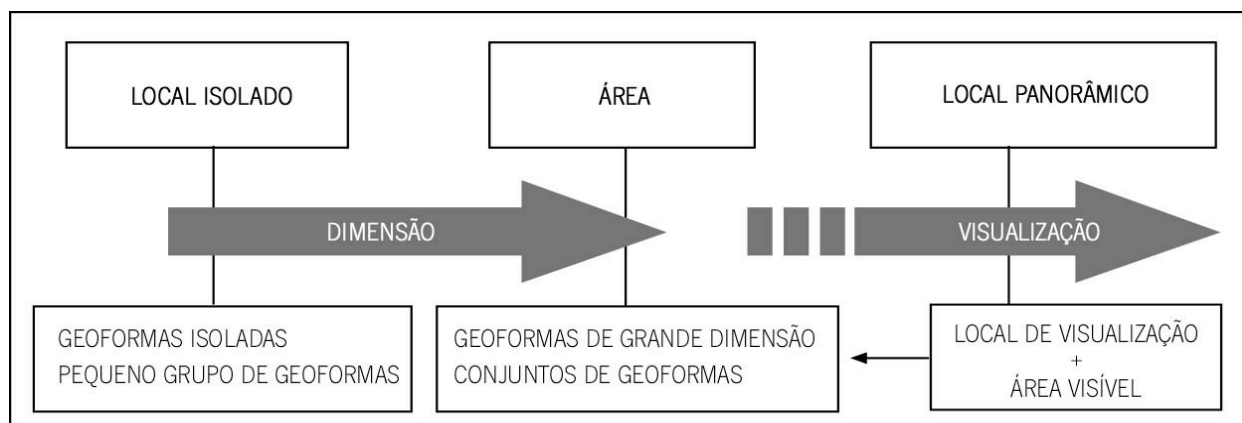 LOCAL ISOLADO
ÁREA
LOCAL PANORÂMICO
DIMENSÃO
VISUALIZAÇÃO
GEOFORMAS ISOLADAS
PEQUENO GRUPO DE GEOFORMAS
GEOFORMAS DE GRANDE DIMENSÃO
CONJUNTOS DE GEOFORMAS
LOCAL DE VISUALIZAÇÃO
+
ÁREA VISÍVEL